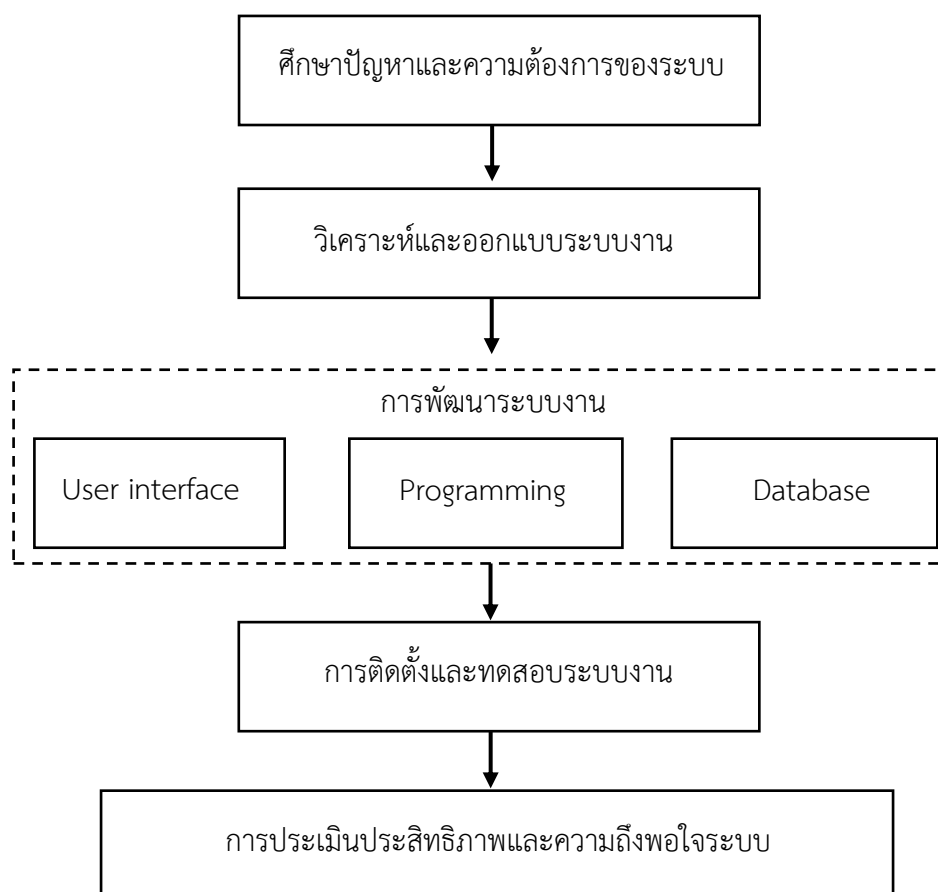 ศึกษาปัญหาและความต้องการของระบบ
วิเคราะห์และออกแบบระบบงาน
การพัฒนาระบบงาน
User interface
Programming
Database
การติดตั้งและทดสอบระบบงาน
การประเมินประสิทธิภาพและความถึงพอใจระบบ